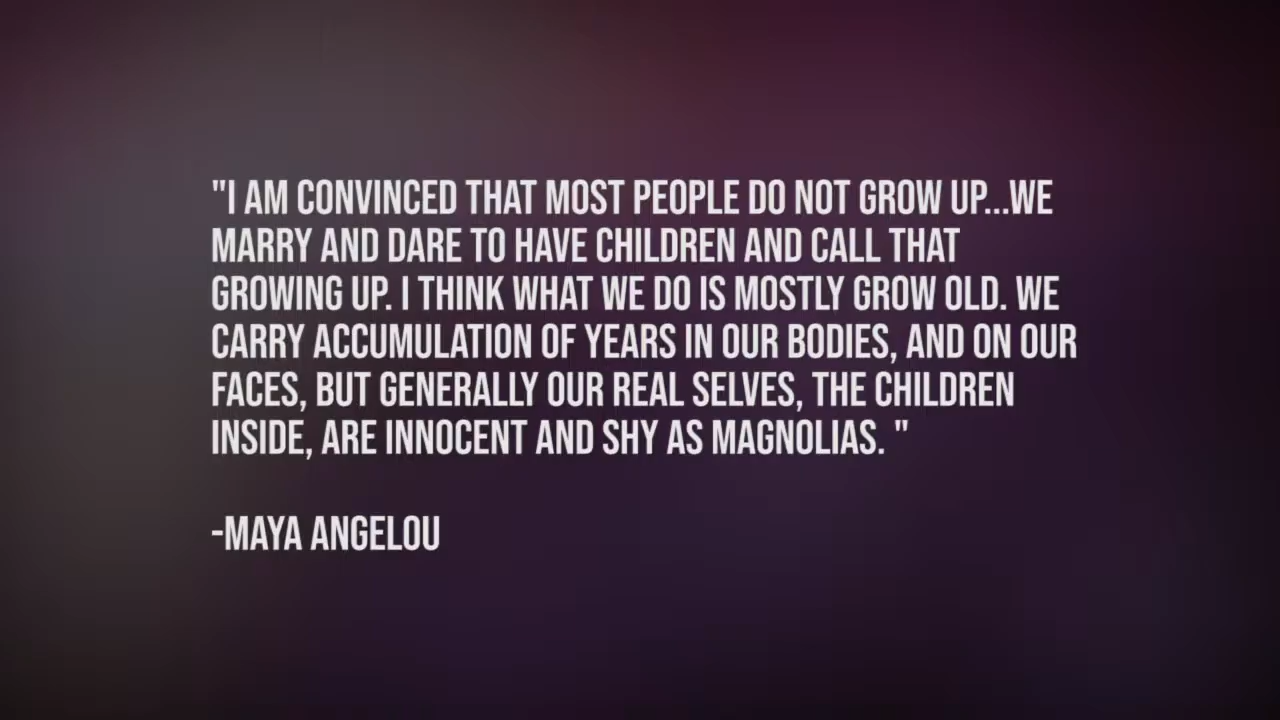 "I AM CONVINCED THAT MOST PEOPLE DO NOT GROW UP...WE
MARRY AND DARE TO HAVE CHILDREN AND CALL THAT
GROWING UP. I THINK WHAT WE DO IS MOSTLY GROW OLD. WE
CARRY ACCUMULATION OF YEARS IN OUR BODIES, AND ON OUR
FACES, BUT GENERALLY OUR REAL SELVES, THE CHILDREN
INSIDE, ARE INNOCENT AND SHY AS MAGNOLIAS. "
-MAYA ANGELOU